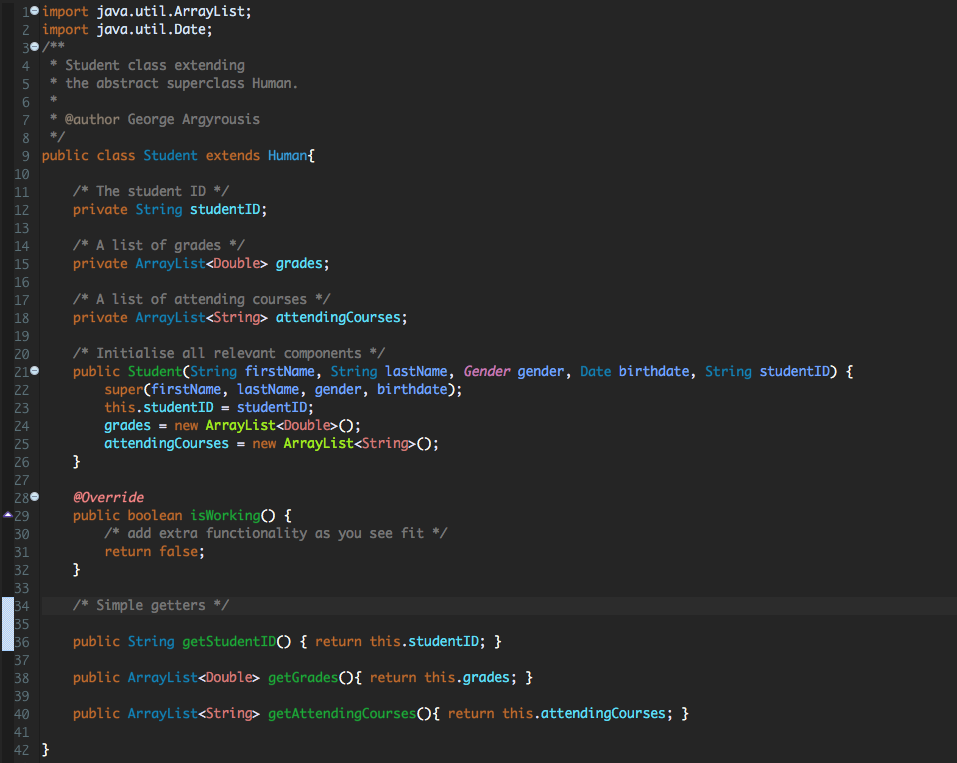 1 import java.util.ArrayList;
2 import java.util.Date;
3 /**
4  * Student class extending
5  * the abstract superclass Human.
6  *
7  * @author George Argyrousis
8  */
9 public class Student extends Human{
10
11     /* The student ID */
12     private String studentID;
13
14     /* A list of grades */
15     private ArrayList<Double> grades;
16
17     /* A list of attending courses */
18     private ArrayList<String> attendingCourses;
19
20     /* Initialise all relevant components */
21     public Student(String firstName, String lastName, Gender gender, Date birthdate, String studentID) {
22         super(firstName, lastName, gender, birthdate);
23         this.studentID = studentID;
24         grades = new ArrayList<Double>();
25         attendingCourses = new ArrayList<String>();
26     }
27
28     @Override
29     public boolean isWorking() {
30         /* add extra functionality as you see fit */
31         return false;
32     }
33
34     /* Simple getters */
35
36     public String getStudentID() { return this.studentID; }
37
38     public ArrayList<Double> getGrades(){ return this.grades; }
39
40     public ArrayList<String> getAttendingCourses(){ return this.attendingCourses; }
41
42 }